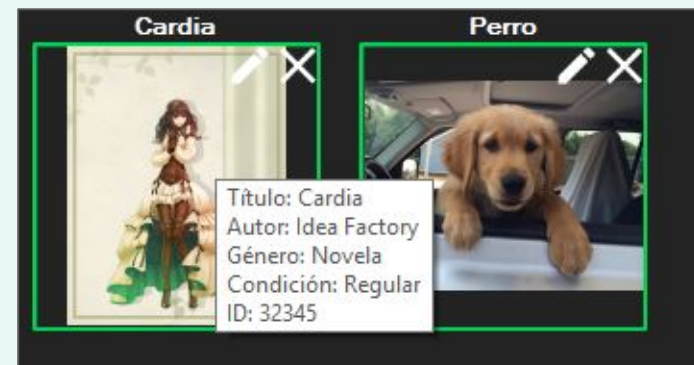 Cardia
Perro
Título: Cardia
Autor: Idea Factory
Género: Novela
Condición: Regular
ID: 32345